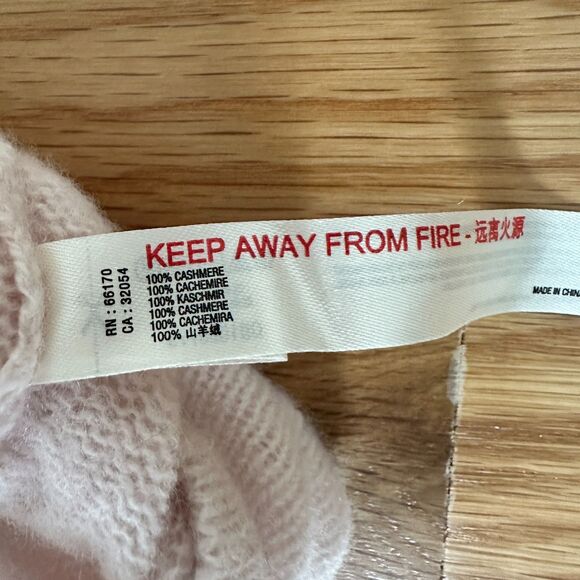 KEEP AWAY FROM FIRE - 远离火源
RN : 66170
CA : 32054
100% CASHMERE
100% CACHEMIRE
100% KASCHMIR
100% CASHMERE
100% CACHEMIRA
100% 山羊绒
MADE IN CHINA